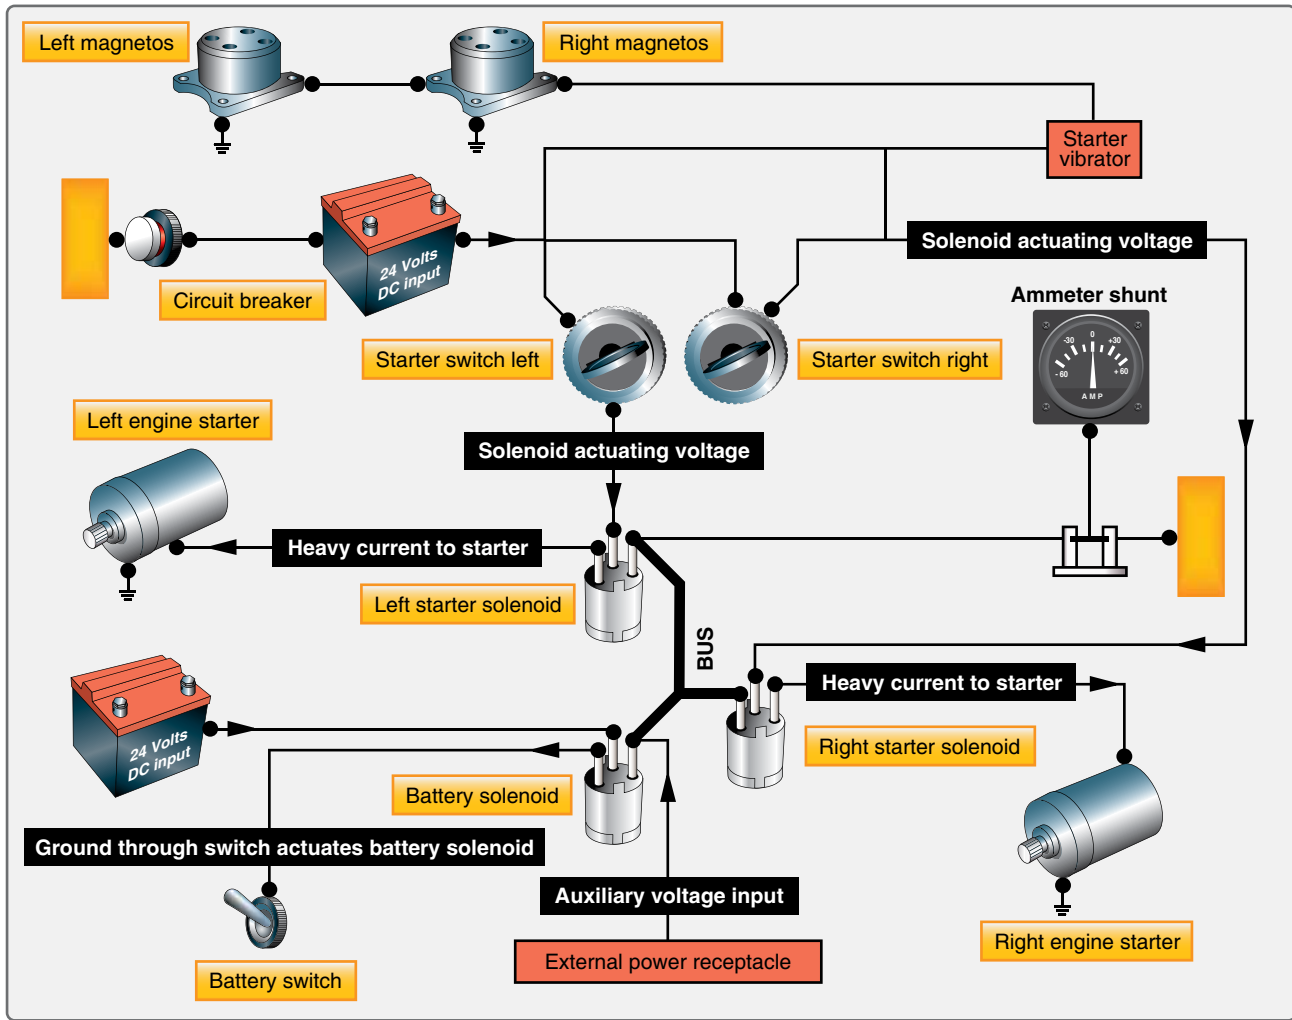 Left magnetos
Right magnetos
Starter
vibrator
24 Volts
DC input
Solenoid actuating voltage
Circuit breaker
Ammeter shunt
-30
0
+30
- 60
+ 60
AMP
Starter switch left
Starter switch right
Left engine starter
Solenoid actuating voltage
Heavy current to starter
Left starter solenoid
BUS
Heavy current to starter
24 Volts
DC input
Right starter solenoid
Battery solenoid
Ground through switch actuates battery solenoid
Auxiliary voltage input
Right engine starter
External power receptacle
Battery switch